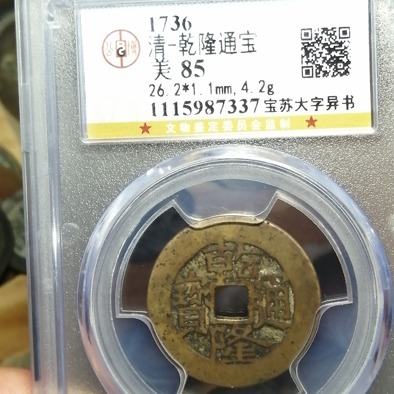 1736
清-乾隆通宝
美 85
26.2*1.1mm,4.2g
1115987337 宝苏大字异书
★ 文物鉴定委员会监制 ★
乾隆通寶